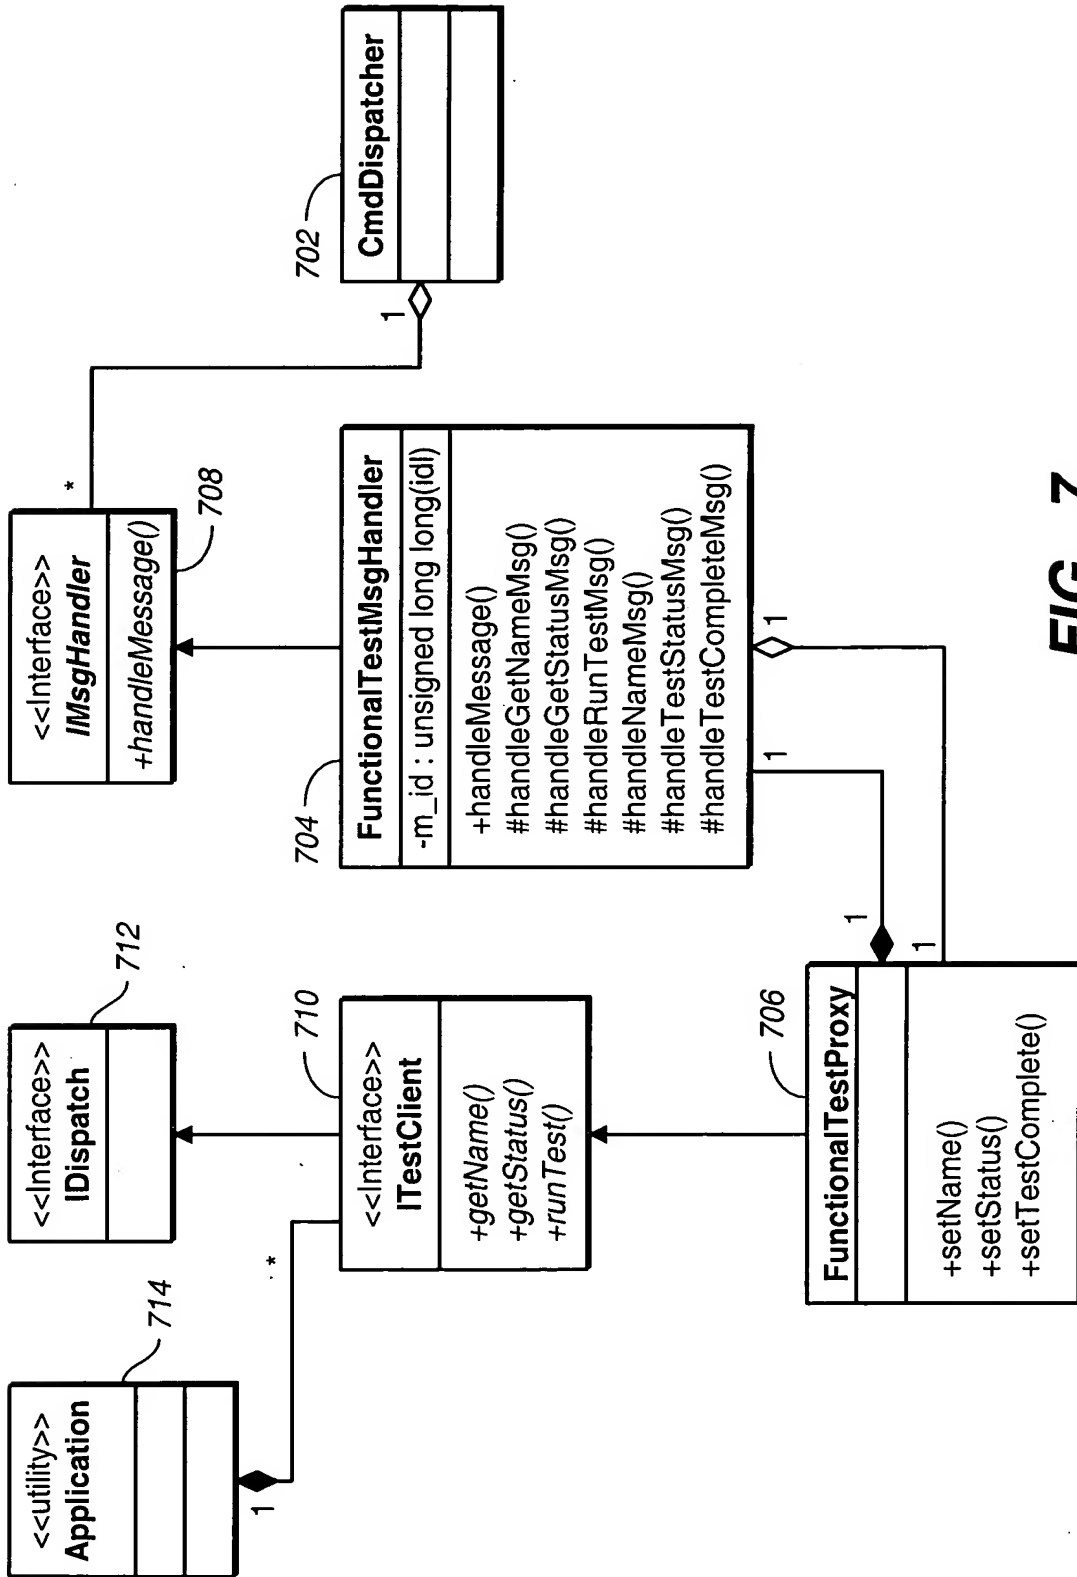 <<utility>>
Application
714
1
*
<<Interface>>
IDispatch
712
<<Interface>>
IMsgHandler
+handleMessage()
708
*
<<Interface>>
ITestClient
+getName()
+getStatus()
+runTest()
710
FunctionalTestMsgHandler
-m_id : unsigned long long(idl)
+handleMessage()
#handleGetNameMsg()
#handleGetStatusMsg()
#handleRunTestMsg()
#handleNameMsg()
#handleTestStatusMsg()
#handleTestCompleteMsg()
704
1
1
CmdDispatcher
702
1
FunctionalTestProxy
+setName()
+setStatus()
+setTestComplete()
706
1
1
FIG._7